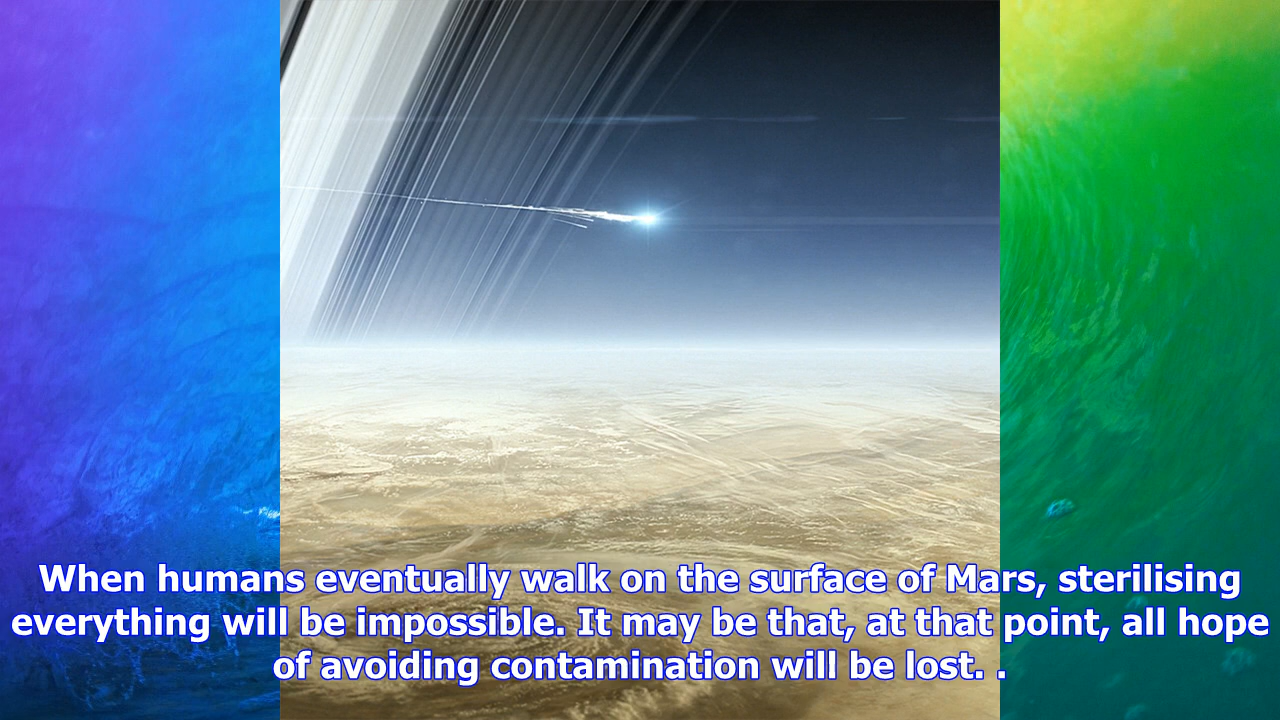 When humans eventually walk on the surface of Mars, sterilising
everything will be impossible. It may be that, at that point, all hope
of avoiding contamination will be lost. .